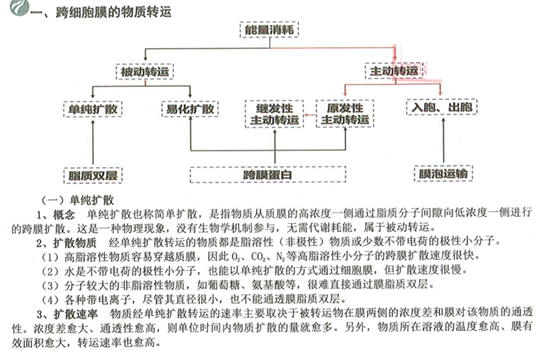 一、跨细胞膜的物质转运
能量消耗
被动转运 主动转运
单纯扩散 易化扩散 继发性主动转运 原发性主动转运 入胞、出胞
脂质双层 跨膜蛋白 膜泡运输
（一）单纯扩散
1、概念 单纯扩散也称简单扩散，是指物质从质膜的高浓度一侧通过脂质分子间隙向低浓度一侧进行
的跨膜扩散。这是一种物理现象，没有生物学机制参与，无需代谢耗能，属于被动转运。
2、扩散物质 经单纯扩散转运的物质都是脂溶性（非极性）物质或少数不带电荷的极性小分子。
（1）高脂溶性物质容易穿越质膜，因此 O₂、CO₂、N₂等高脂溶性小分子的跨膜扩散速度很快。
（2）水是不带电荷的极性小分子，也能以单纯扩散的方式通过细胞膜，但扩散速度很慢。
（3）分子较大的非脂溶性物质，如葡萄糖、氨基酸等，很难直接通过膜脂质双层。
（4）各种带电离子，尽管其直径很小，也不能通透膜脂质双层。
3、扩散速率 物质经单纯扩散转运的速率主要取决于被转运物在膜两侧的浓度差和膜对该物质的通透
性。浓度差愈大、通透性愈高，则单位时间内物质扩散的量就愈多。另外，物质所在溶液的温度愈高、膜有
效面积愈大，转运速率也愈高。